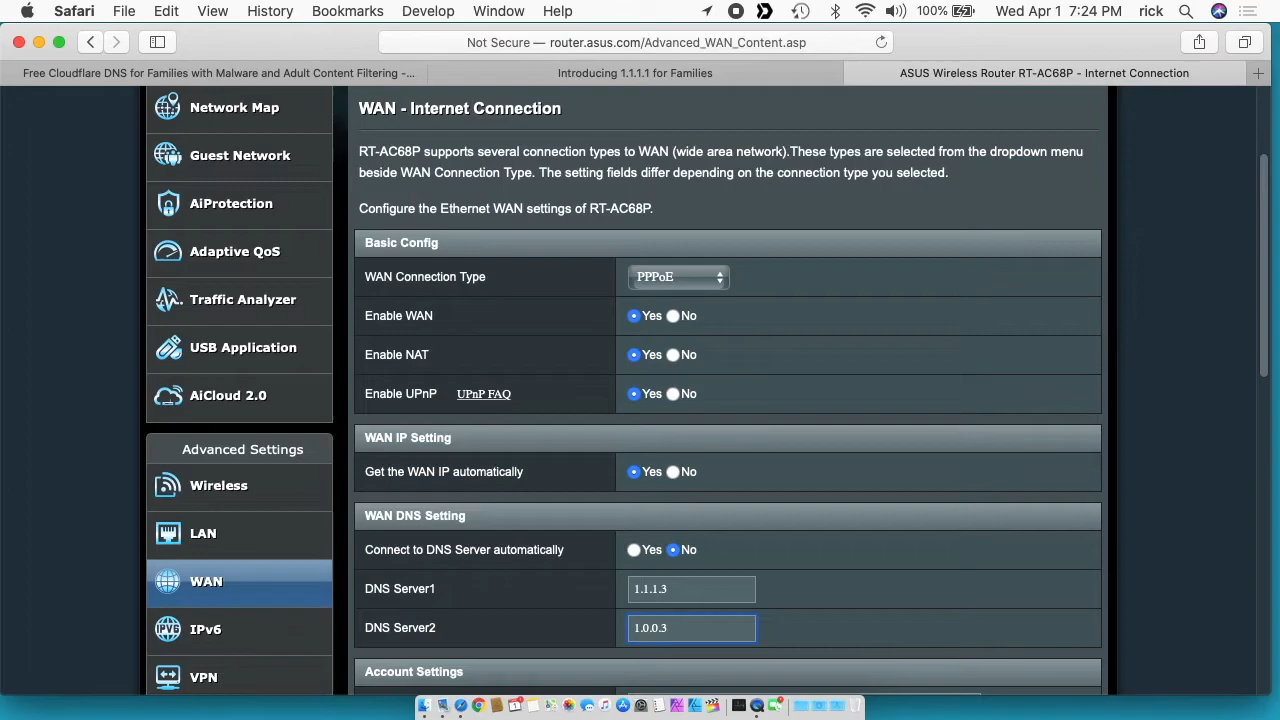 Safari File Edit View History Bookmarks Develop Window Help 100% Wed Apr 1 7:24 PM rick
Not Secure — router.asus.com/Advanced_WAN_Content.asp
Free Cloudflare DNS for Families with Malware and Adult Content Filtering -... Introducing 1.1.1.1 for Families ASUS Wireless Router RT-AC68P - Internet Connection
Network Map
Guest Network
AiProtection
Adaptive QoS
Traffic Analyzer
USB Application
AiCloud 2.0
Advanced Settings
Wireless
LAN
WAN
IPv6
VPN
WAN - Internet Connection
RT-AC68P supports several connection types to WAN (wide area network).These types are selected from the dropdown menu
beside WAN Connection Type. The setting fields differ depending on the connection type you selected.
Configure the Ethernet WAN settings of RT-AC68P.
Basic Config
WAN Connection Type PPPoE
Enable WAN Yes No
Enable NAT Yes No
Enable UPnP UPnP FAQ Yes No
WAN IP Setting
Get the WAN IP automatically Yes No
WAN DNS Setting
Connect to DNS Server automatically Yes No
DNS Server1 1.1.1.3
DNS Server2 1.0.0.3
Account Settings